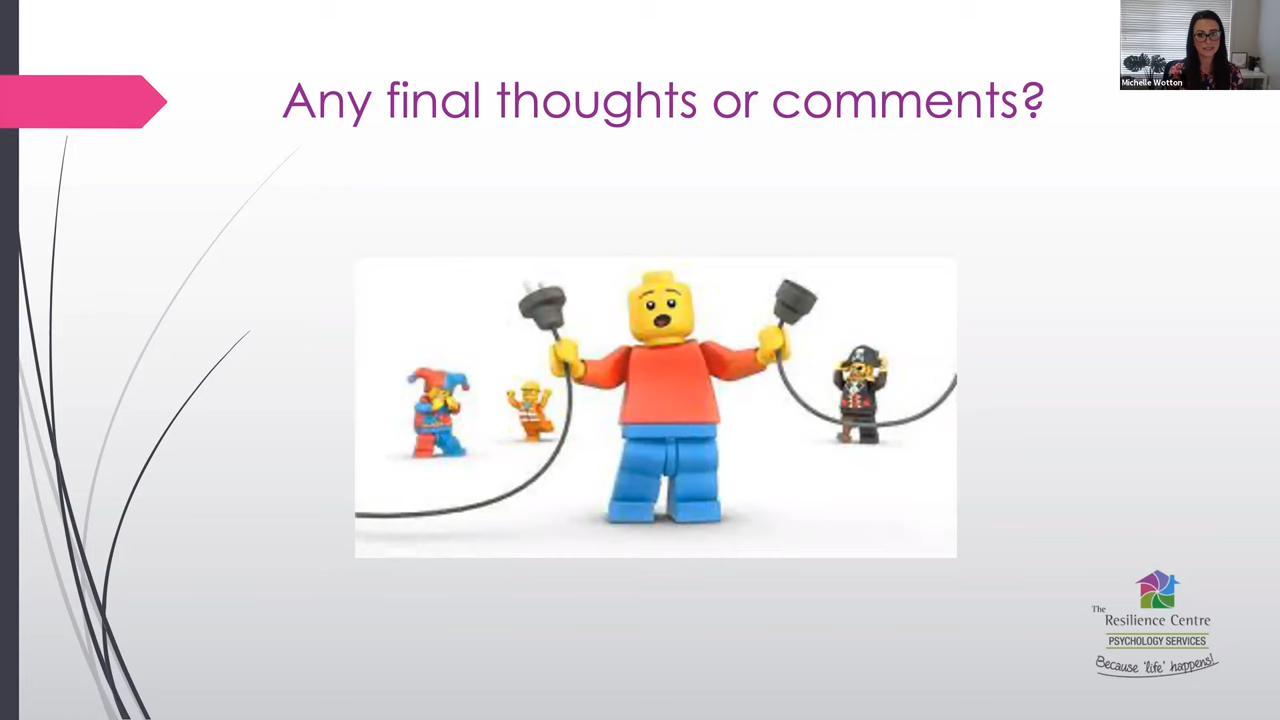 Any final thoughts or comments?
Michelle Wotton
The
Resilience Centre
PSYCHOLOGY SERVICES
Because 'life' happens!